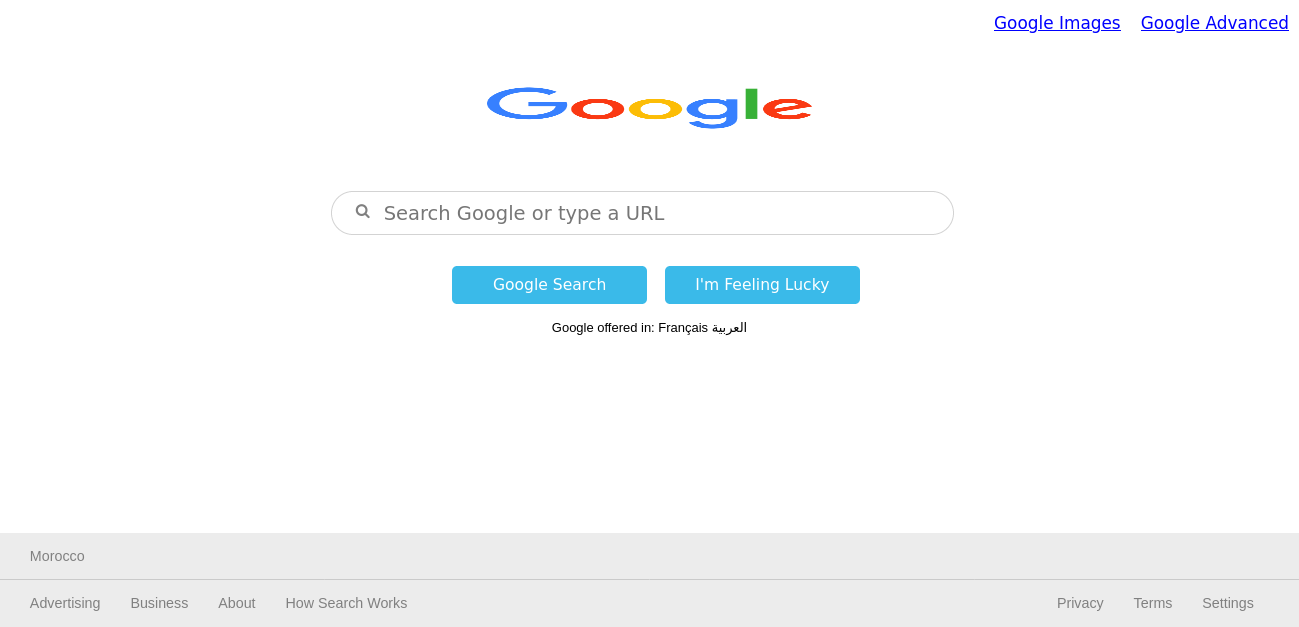 Google Images Google Advanced
Google
Search Google or type a URL
Google Search I'm Feeling Lucky
Google offered in: Français العربية
Morocco
Advertising Business About How Search Works Privacy Terms Settings